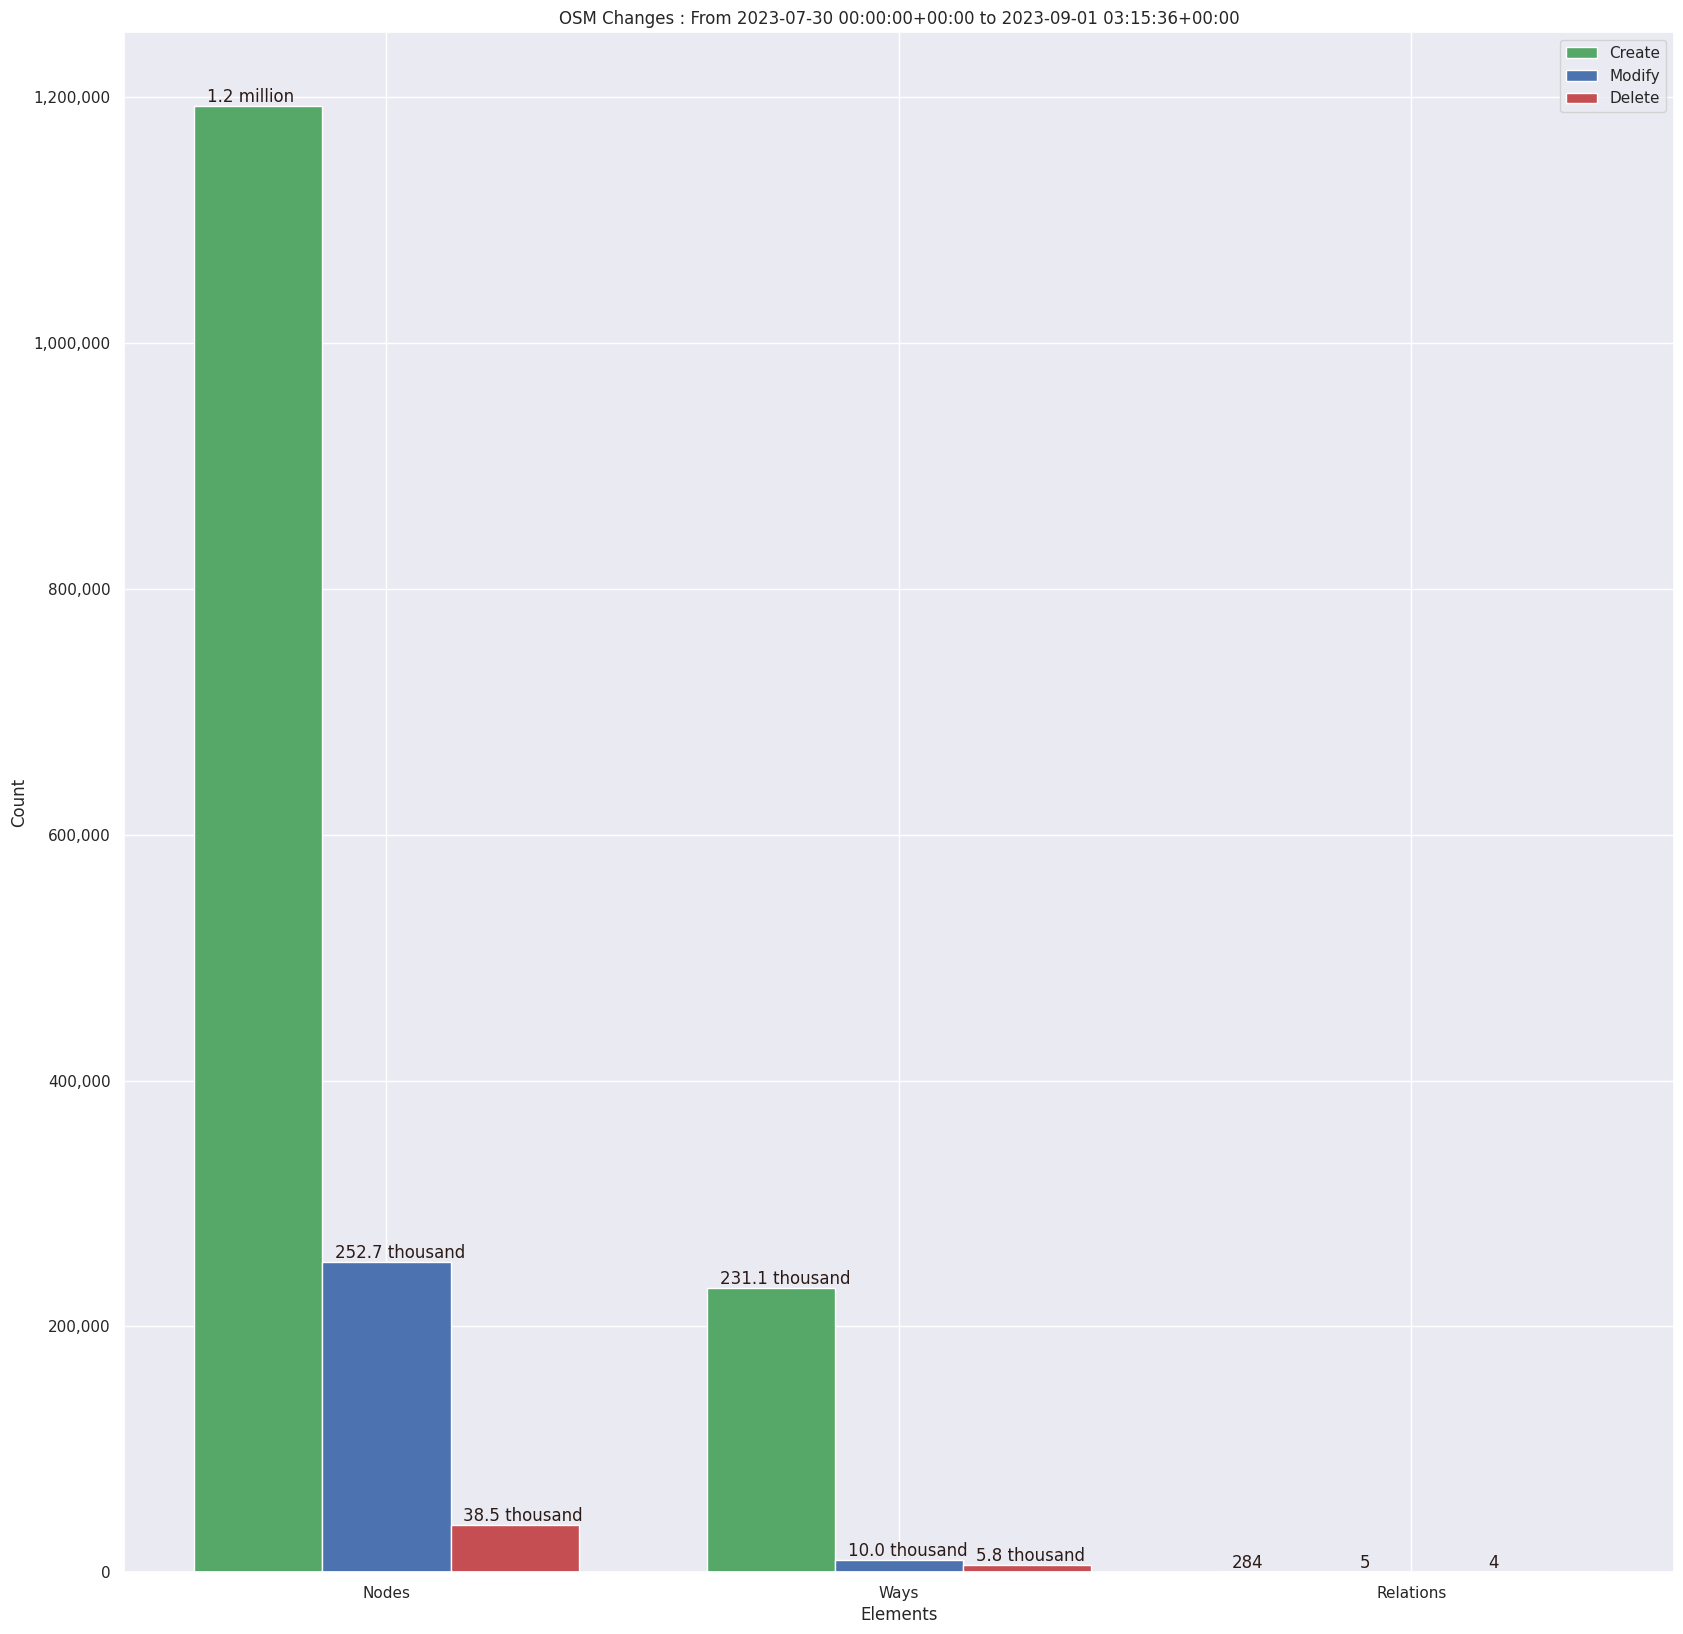 OSM Changes : From 2023-07-30 00:00:00+00:00 to 2023-09-01 03:15:36+00:00
Create
Modify
Delete
1,200,000
1,000,000
800,000
600,000
400,000
200,000
0
Count
1.2 million
252.7 thousand
38.5 thousand
231.1 thousand
10.0 thousand
5.8 thousand
284
5
4
Nodes
Ways
Relations
Elements